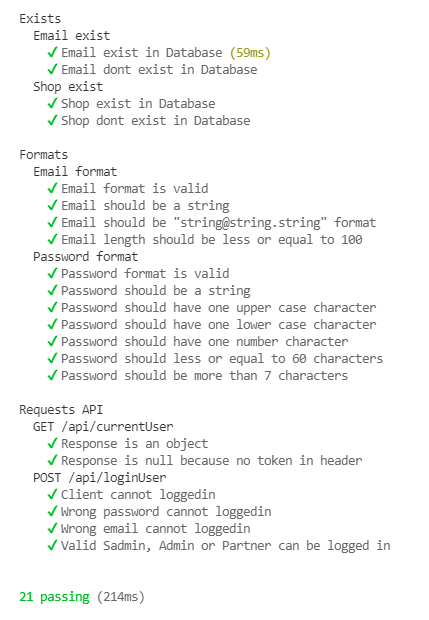 Exists
Email exist
✓ Email exist in Database (59ms)
✓ Email dont exist in Database
Shop exist
✓ Shop exist in Database
✓ Shop dont exist in Database
Formats
Email format
✓ Email format is valid
✓ Email should be a string
✓ Email should be "string@string.string" format
✓ Email length should be less or equal to 100
Password format
✓ Password format is valid
✓ Password should be a string
✓ Password should have one upper case character
✓ Password should have one lower case character
✓ Password should have one number character
✓ Password should less or equal to 60 characters
✓ Password should be more than 7 characters
Requests API
GET /api/currentUser
✓ Response is an object
✓ Response is null because no token in header
POST /api/loginUser
✓ Client cannot loggedin
✓ Wrong password cannot loggedin
✓ Wrong email cannot loggedin
✓ Valid Sadmin, Admin or Partner can be logged in
21 passing (214ms)